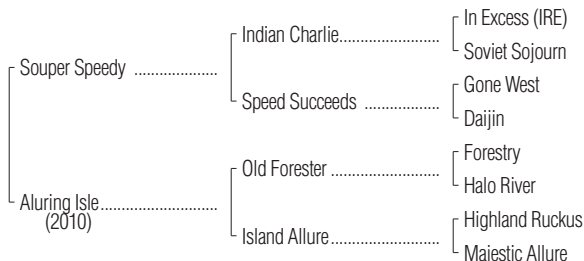 In Excess (IRE)
Indian Charlie....................
Soviet Sojourn
Souper Speedy ................
Gone West
Speed Succeeds ...............
Daijin
Forestry
Old Forester ......................
Halo River
Aluring Isle.......................
(2010)
Highland Ruckus
Island Allure......................
Majestic Allure